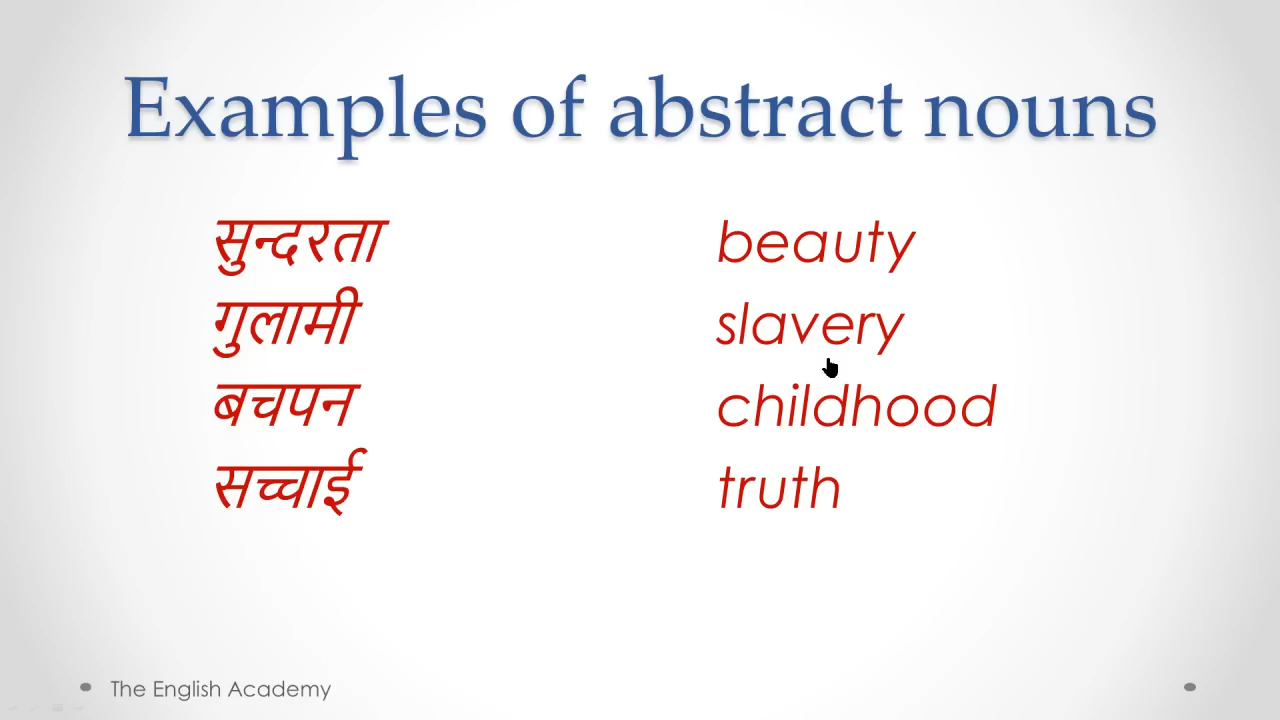 Examples of abstract nouns
सुन्दरता beauty
गुलामी slavery
बचपन childhood
सच्चाई truth
The English Academy